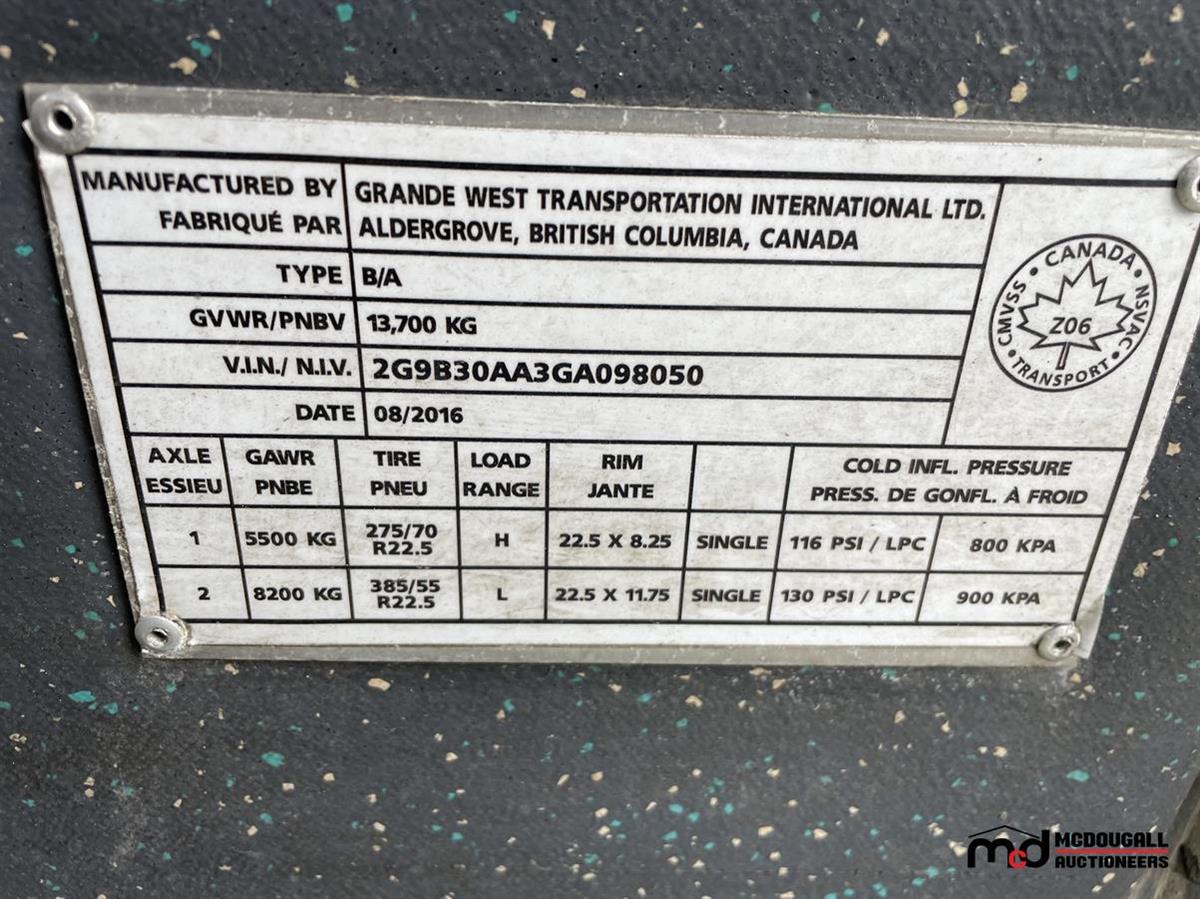 MANUFACTURED BY
FABRIQUÉ PAR
GRANDE WEST TRANSPORTATION INTERNATIONAL LTD.
ALDERGROVE, BRITISH COLUMBIA, CANADA
TYPE B/A
GVWR/PNBV 13,700 KG
V.I.N./ N.I.V. 2G9B30AA3GA098050
DATE 08/2016
CMVSS • CANADA • NSVAC • TRANSPORT •
Z06
AXLE GAWR TIRE LOAD RIM COLD INFL. PRESSURE
ESSIEU PNBE PNEU RANGE JANTE PRESS. DE GONFL. À FROID
1 5500 KG 275/70 R22.5 H 22.5 X 8.25 SINGLE 116 PSI / LPC 800 KPA
2 8200 KG 385/55 R22.5 L 22.5 X 11.75 SINGLE 130 PSI / LPC 900 KPA
mcd MCDOUGALL
AUCTIONEERS